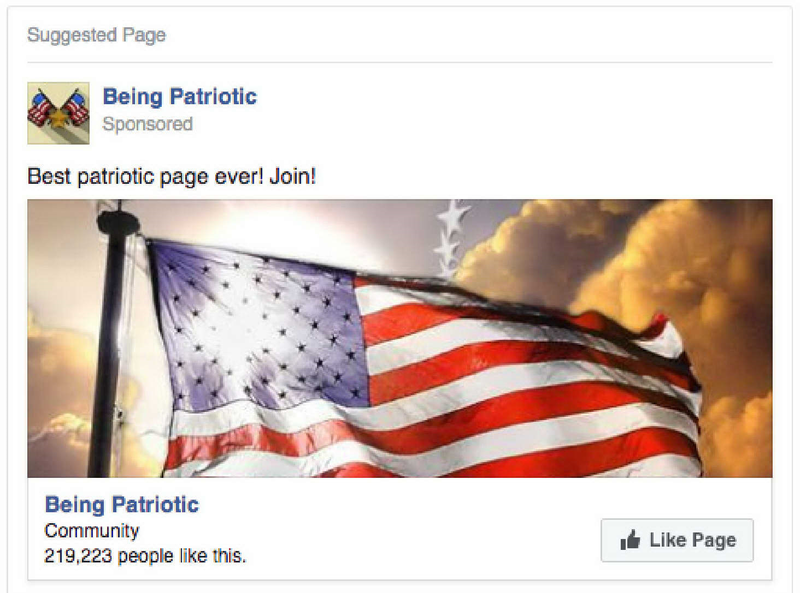 Suggested Page
Being Patriotic
Sponsored
Best patriotic page ever! Join!
Being Patriotic
Community
219,223 people like this.
Like Page